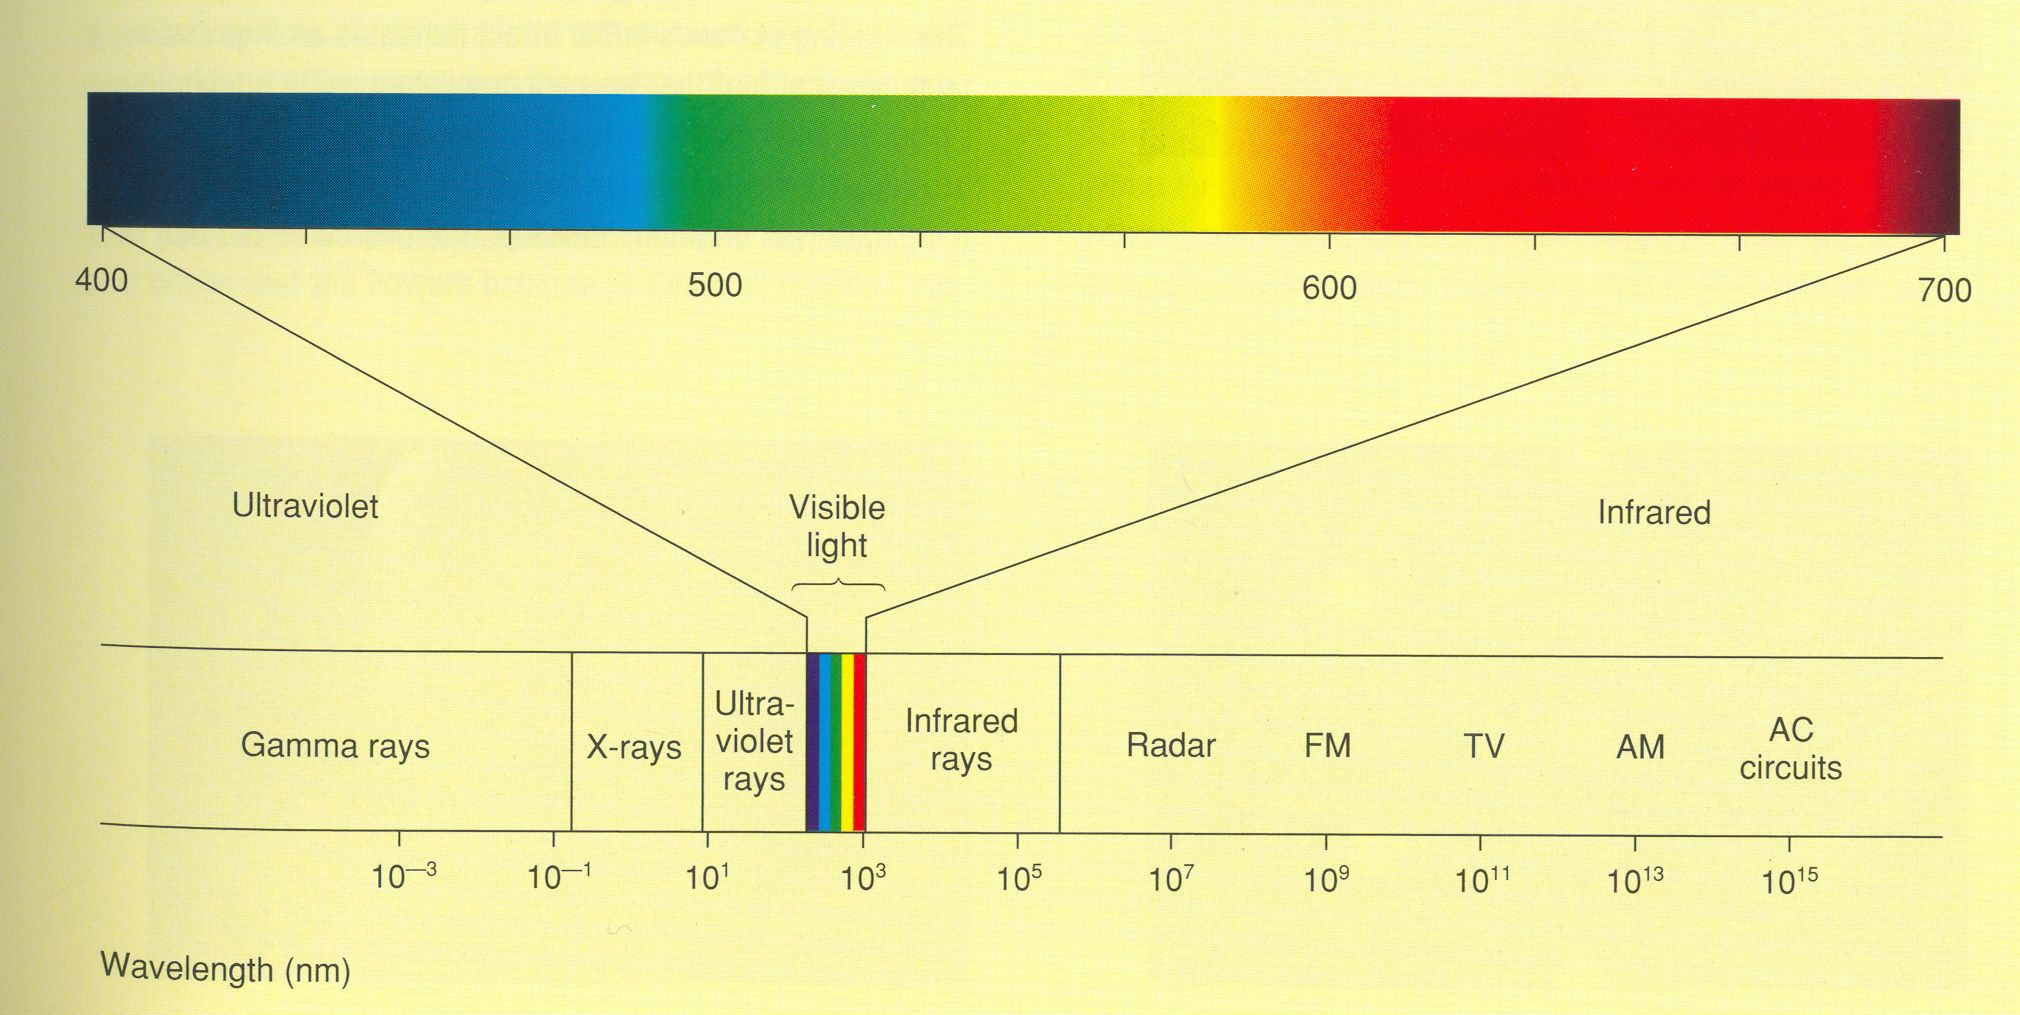 400 500 600 700
Ultraviolet
Visible
light
Infrared
Gamma rays
X-rays
Ultra-
violet
rays
Infrared
rays
Radar
FM
TV
AM
AC
circuits
10⁻³ 10⁻¹ 10¹ 10³ 10⁵ 10⁷ 10⁹ 10¹¹ 10¹³ 10¹⁵
Wavelength (nm)